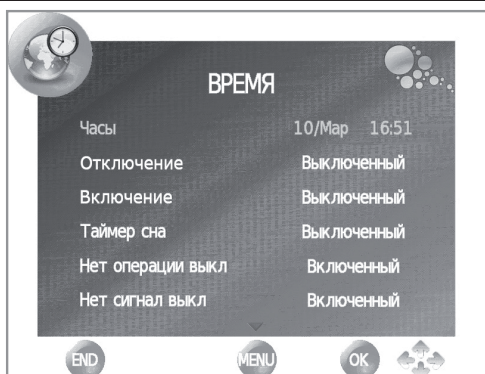 ВРЕМЯ
Часы 10/Мар 16:51
Отключение Выключенный
Включение Выключенный
Таймер сна Выключенный
Нет операции выкл Включенный
Нет сигнал выкл Включенный
END MENU OK